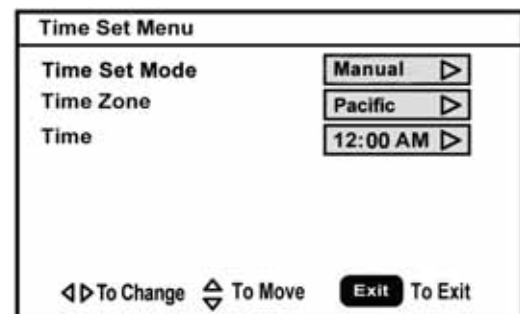 Time Set Menu
Time Set Mode Manual
Time Zone Pacific
Time 12:00 AM
To Change To Move Exit To Exit